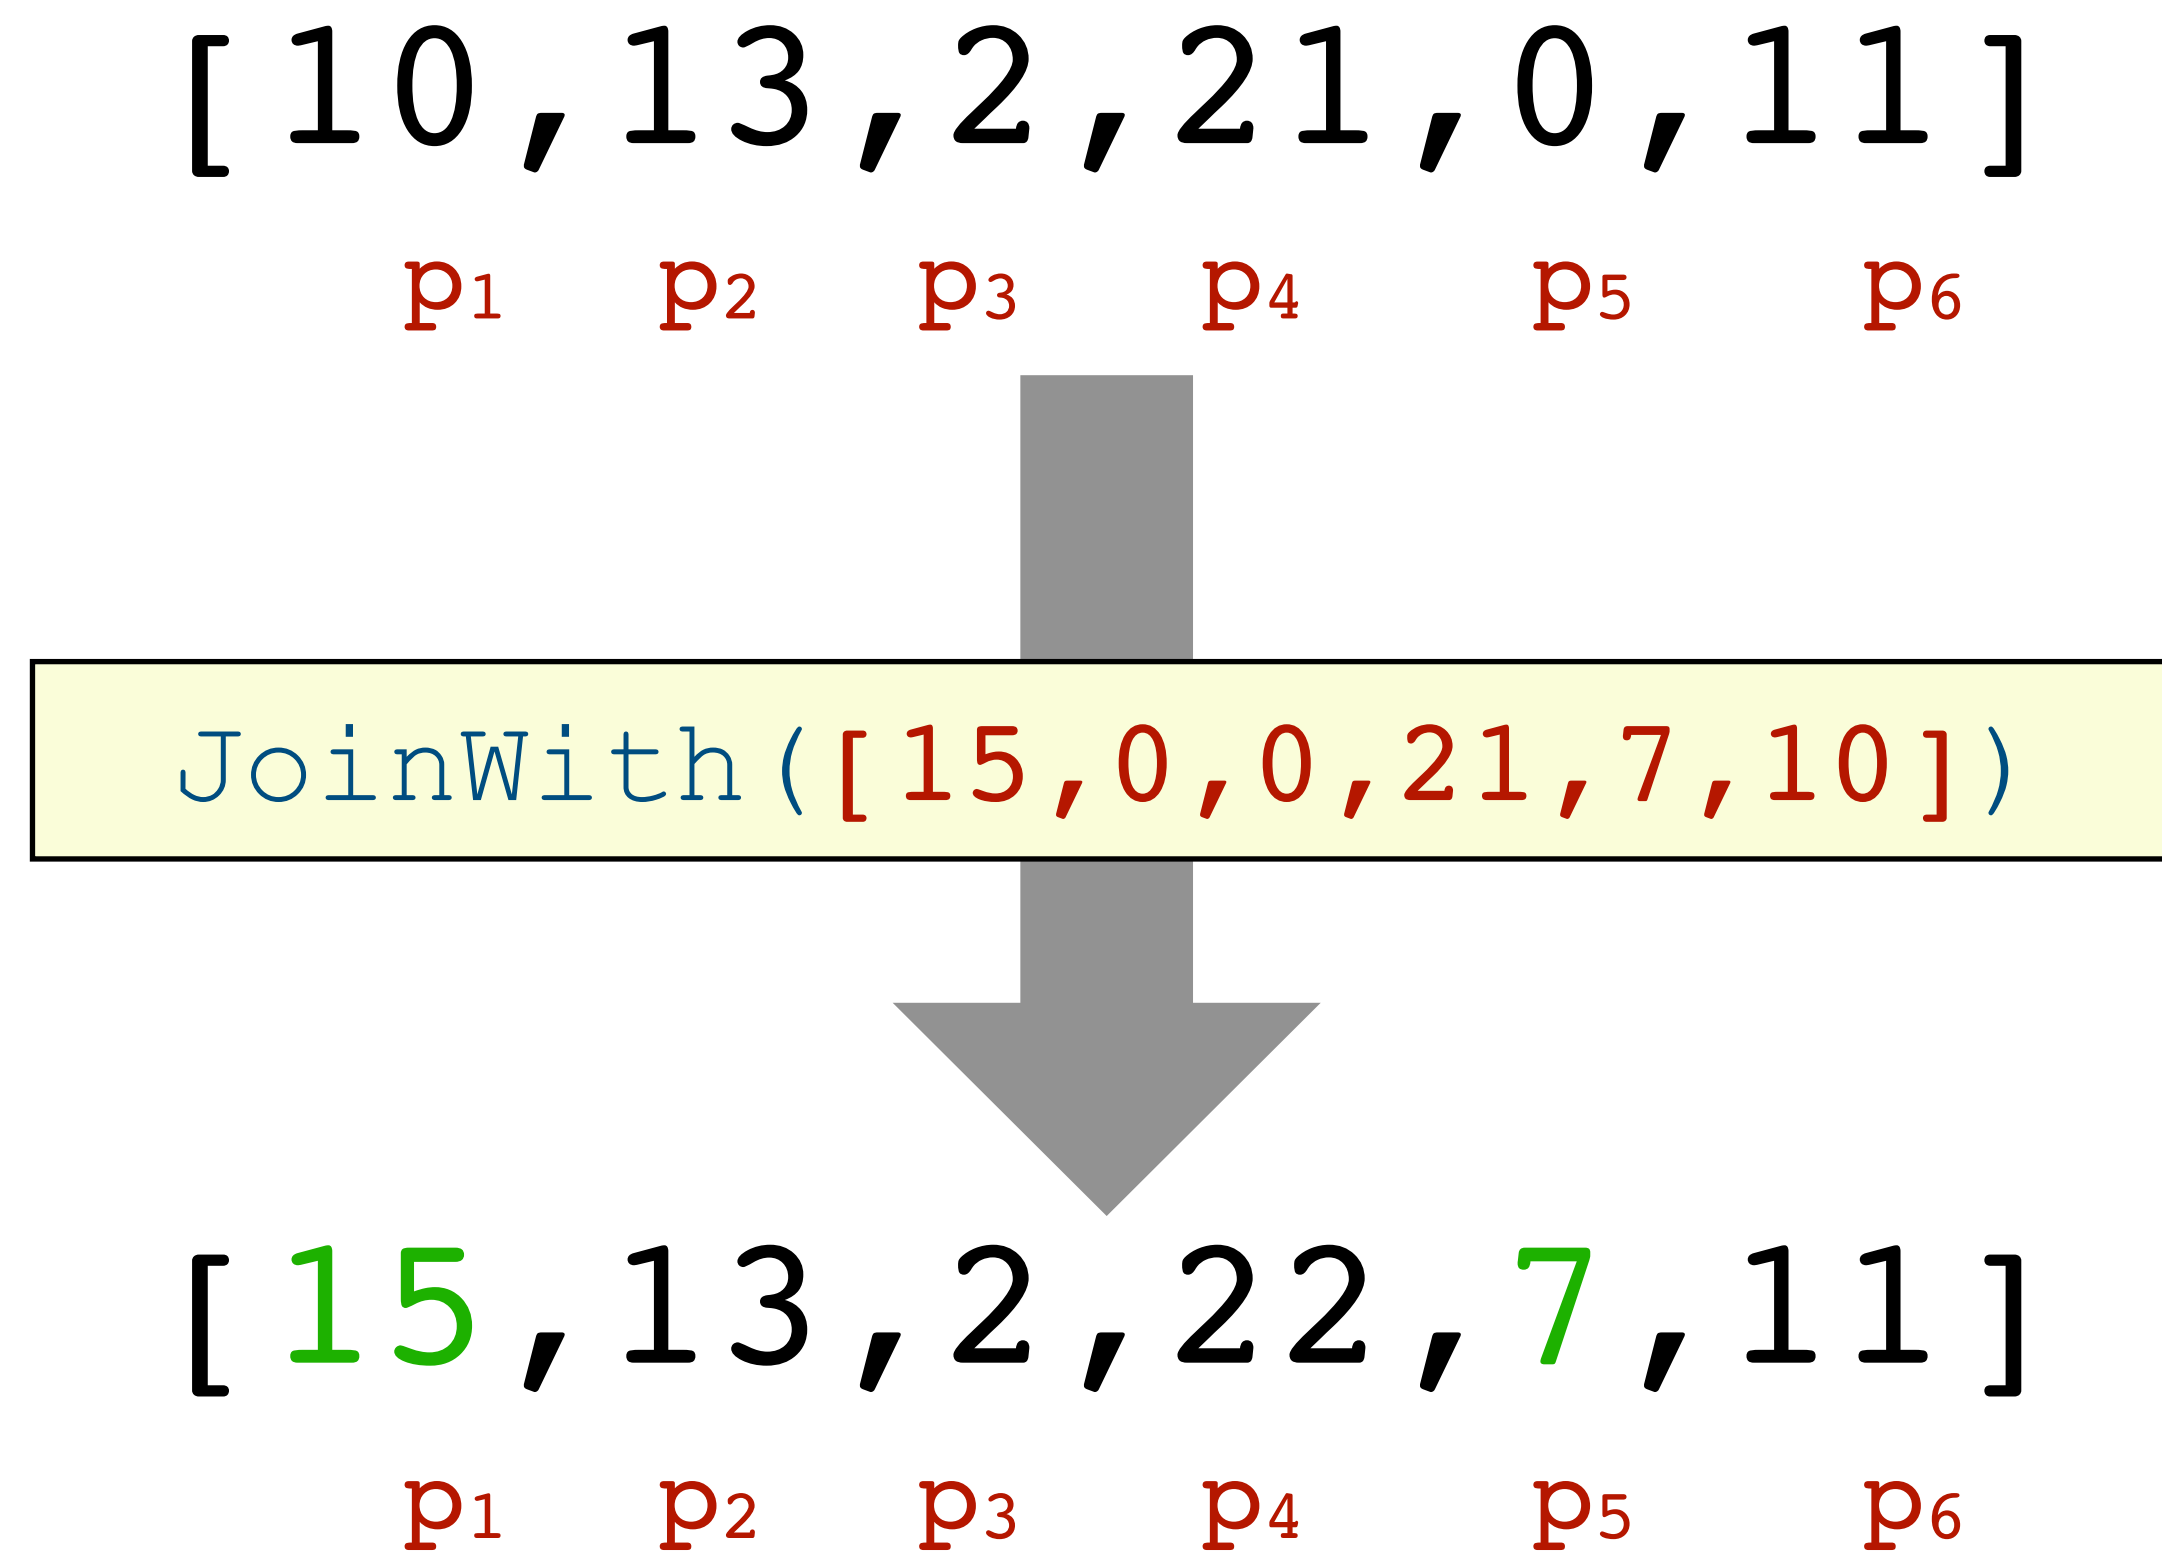 [10,13,2,21,0,11]
p1 p2 p3 p4 p5 p6
JoinWith([15,0,0,21,7,10])
[15,13,2,22,7,11]
p1 p2 p3 p4 p5 p6